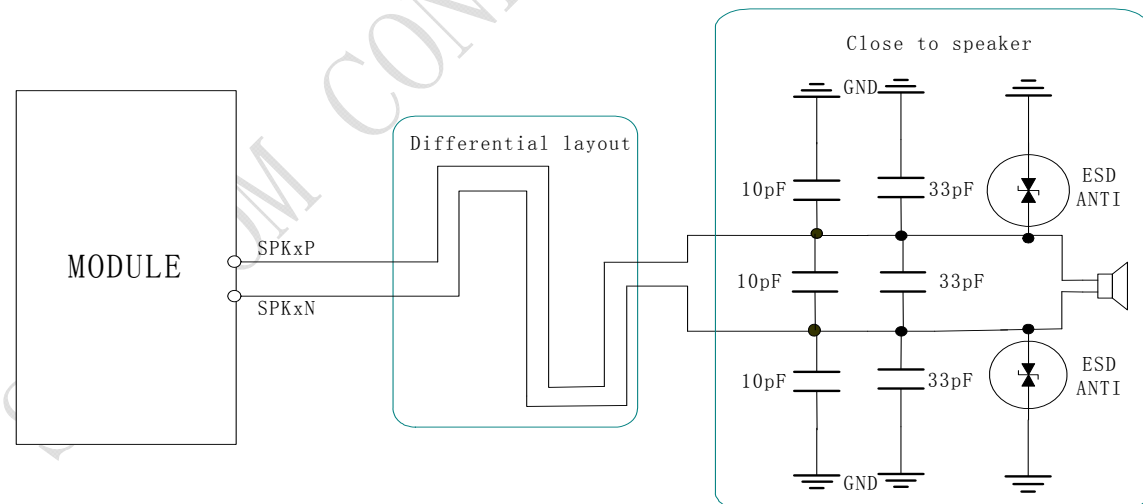 Close to speaker
GND
Differential layout
10pF
33pF
ESD
ANTI
SPKxP
MODULE
10pF
33pF
SPKxN
10pF
33pF
ESD
ANTI
GND